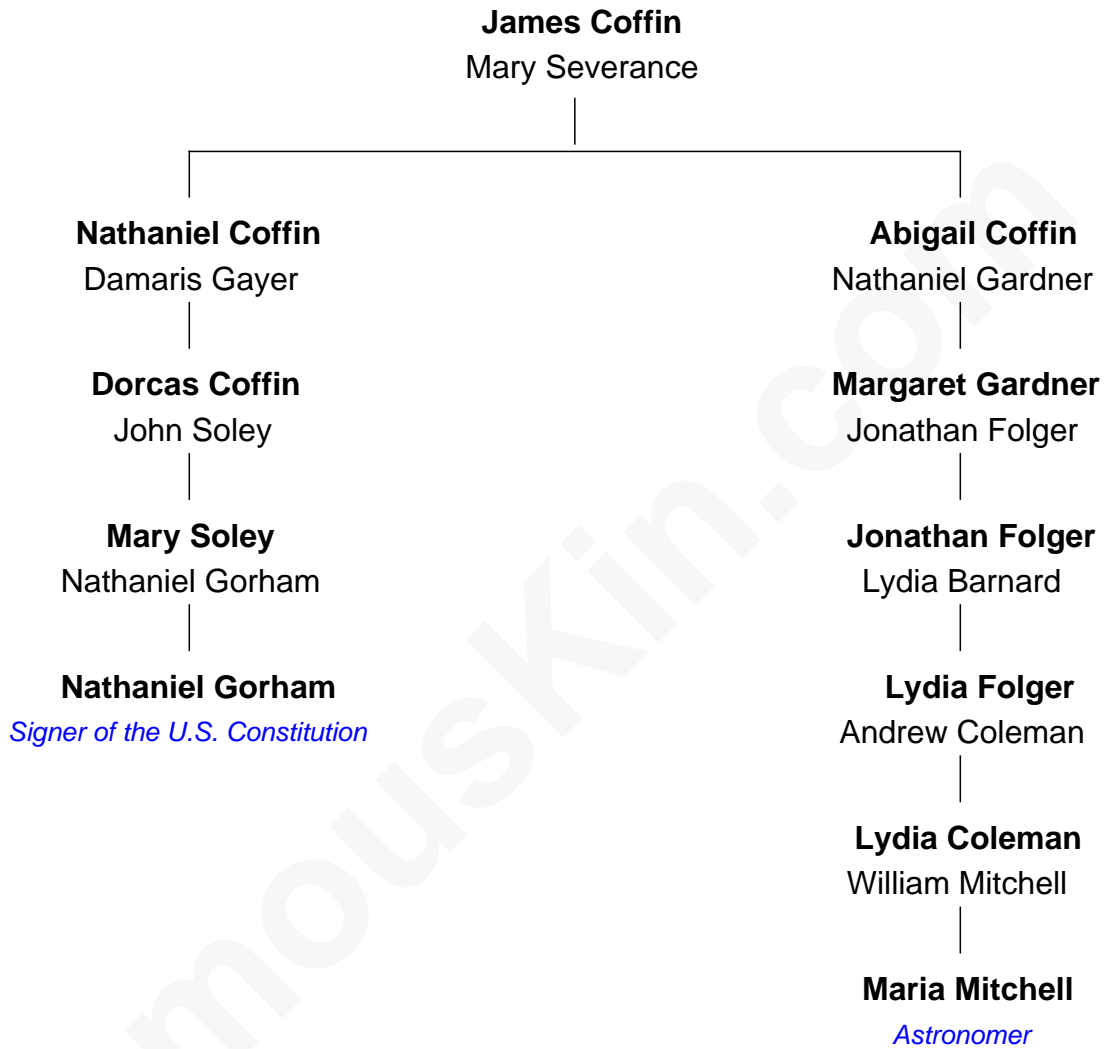 James Coffin
Mary Severance
Nathaniel Coffin
Damaris Gayer
Dorcas Coffin
John Soley
Mary Soley
Nathaniel Gorham
Nathaniel Gorham
Signer of the U.S. Constitution
Abigail Coffin
Nathaniel Gardner
Margaret Gardner
Jonathan Folger
Jonathan Folger
Lydia Barnard
Lydia Folger
Andrew Coleman
Lydia Coleman
William Mitchell
Maria Mitchell
Astronomer
mouskin.com